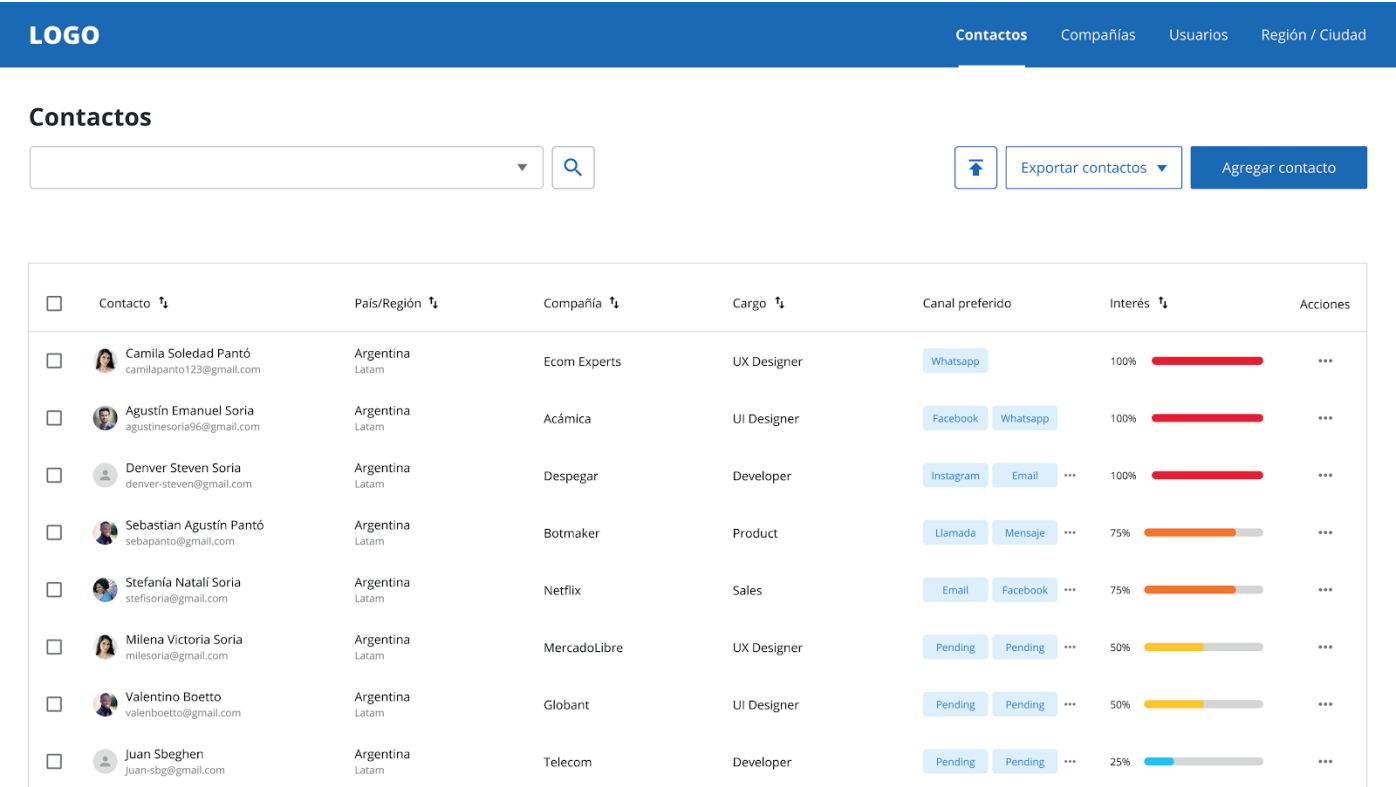 LOGO
Contactos Compañías Usuarios Región / Ciudad
Contactos
Exportar contactos Agregar contacto
Contacto País/Región Compañía Cargo Canal preferido Interés Acciones
Camila Soledad Pantó Argentina
camilapanto123@gmail.com Latam Ecom Experts UX Designer Whatsapp 100% •••
Agustín Emanuel Soria Argentina
agustinesoria96@gmail.com Latam Acámica UI Designer Facebook Whatsapp 100% •••
Denver Steven Soria Argentina
denver-steven@gmail.com Latam Despegar Developer Instagram Email ••• 100% •••
Sebastian Agustín Pantó Argentina
sebapanto@gmail.com Latam Botmaker Product Llamada Mensaje ••• 75% •••
Stefanía Natalí Soria Argentina
stefisoria@gmail.com Latam Netflix Sales Email Facebook ••• 75% •••
Milena Victoria Soria Argentina
milesoria@gmail.com Latam MercadoLibre UX Designer Pending Pending ••• 50% •••
Valentino Boetto Argentina
valenboetto@gmail.com Latam Globant UI Designer Pending Pending ••• 50% •••
Juan Sbeghen Argentina
Juan-sbg@gmail.com Latam Telecom Developer Pending Pending ••• 25% •••